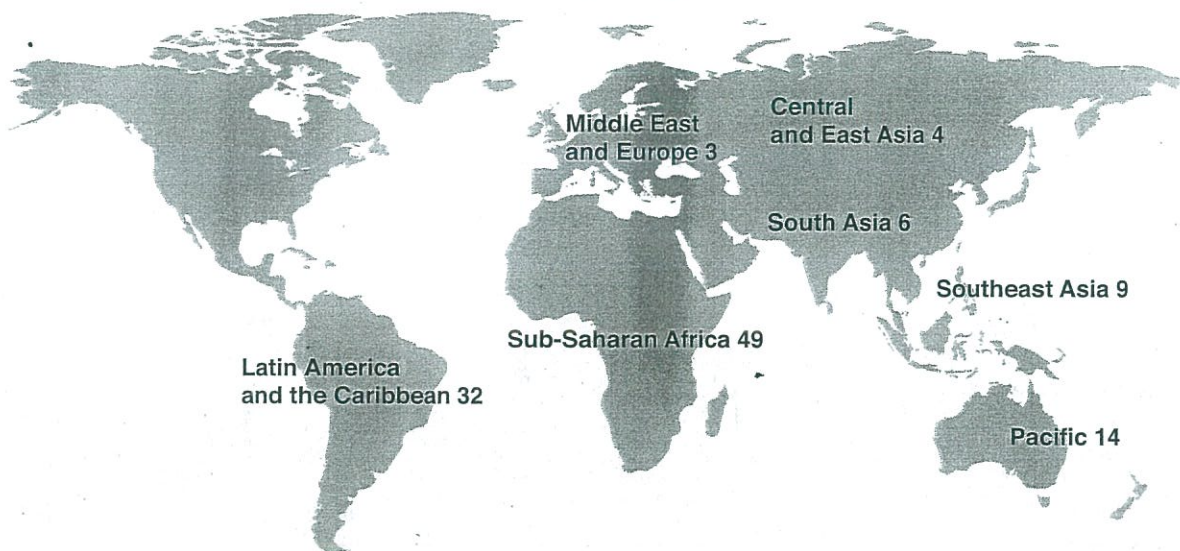 Middle East
and Europe 3
Central
and East Asia 4
South Asia 6
Southeast Asia 9
Sub-Saharan Africa 49
Latin America
and the Caribbean 32
Pacific 14